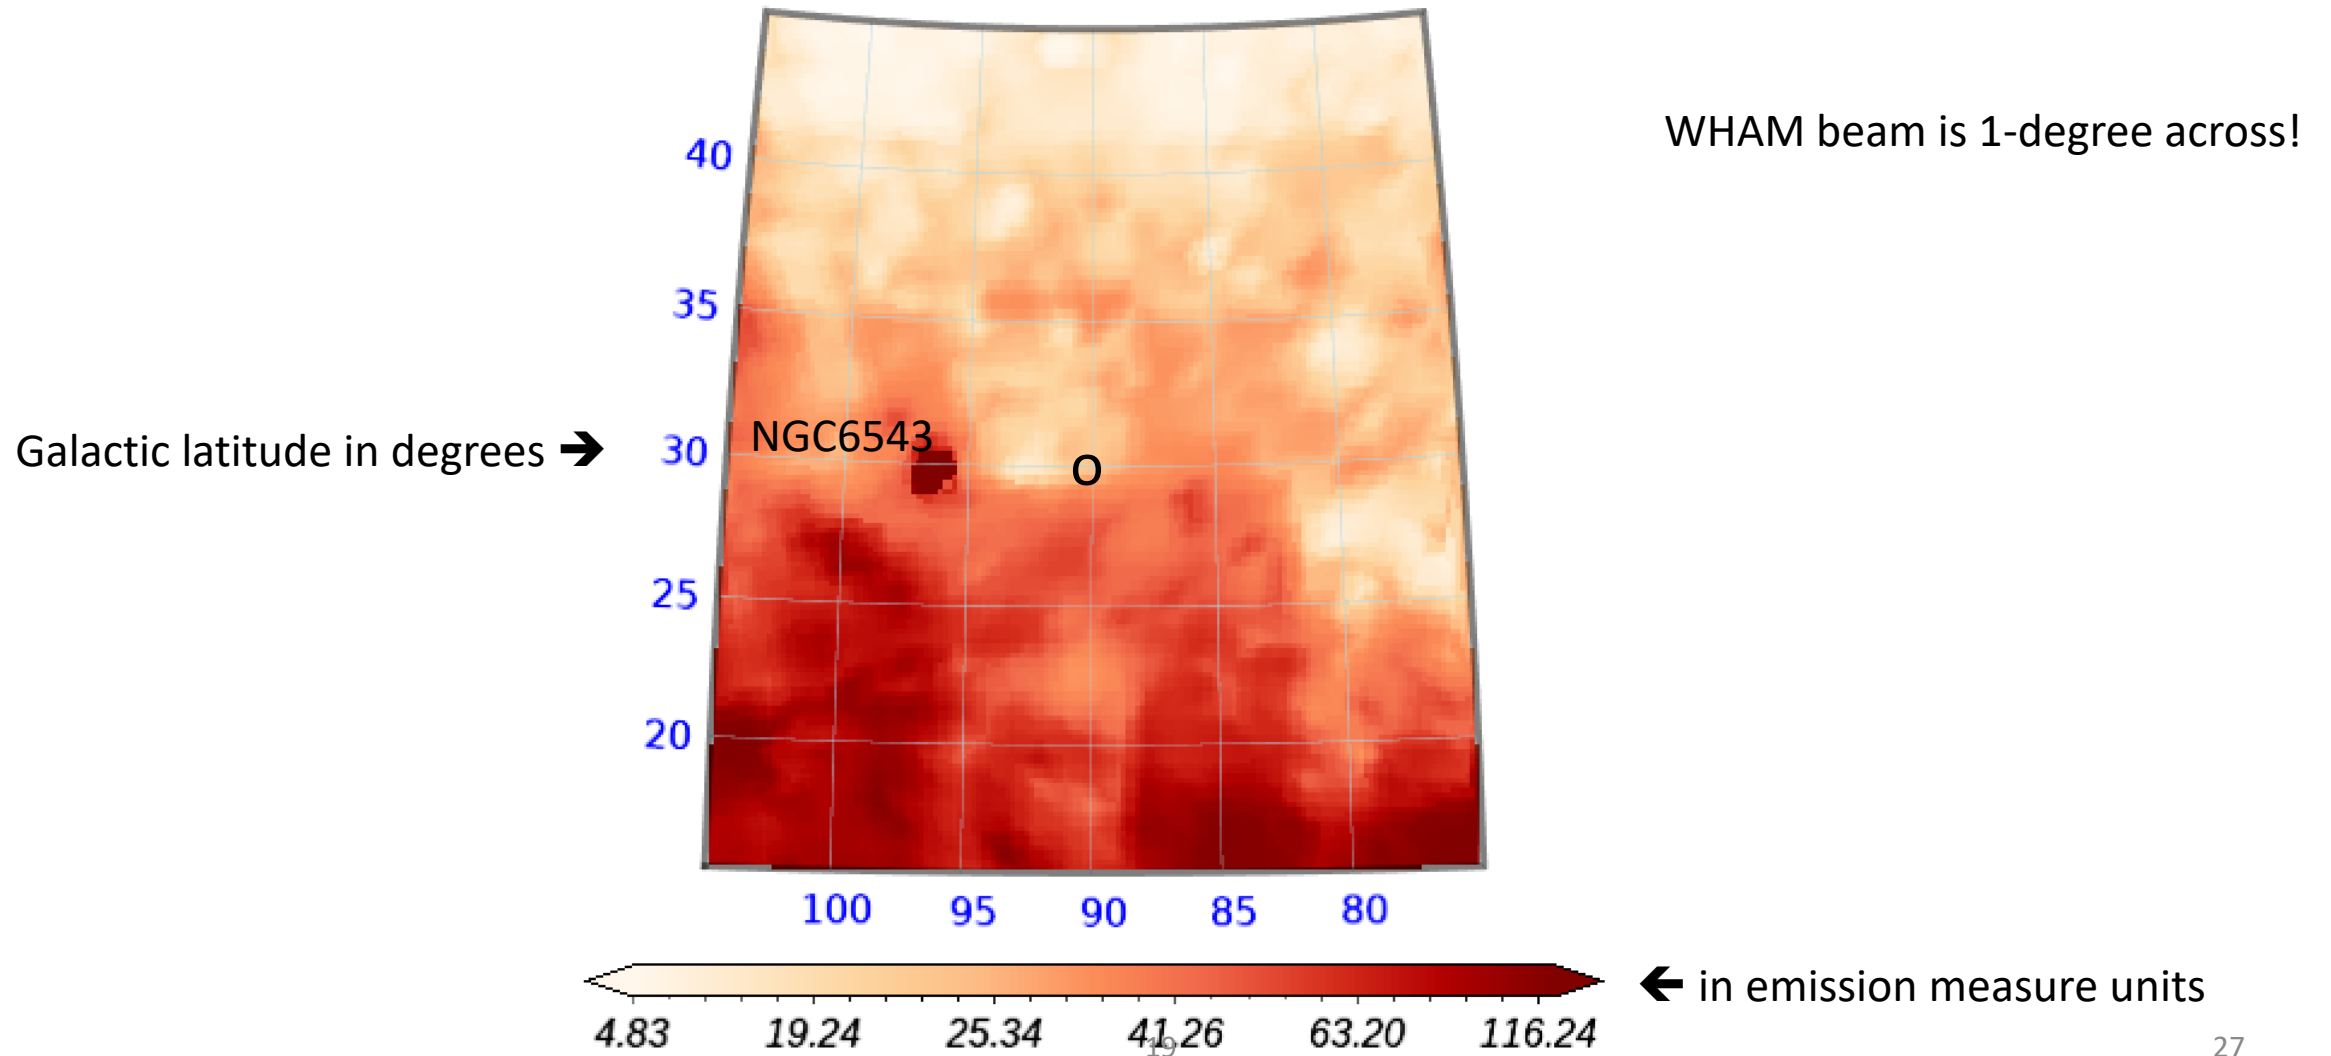 WHAM beam is 1-degree across!
40
35
NGC6543
Galactic latitude in degrees ➔
30
o
25
20
100 95 90 85 80
🡸 in emission measure units
4.83 19.24 25.34 41.26 63.20 116.24
19
27